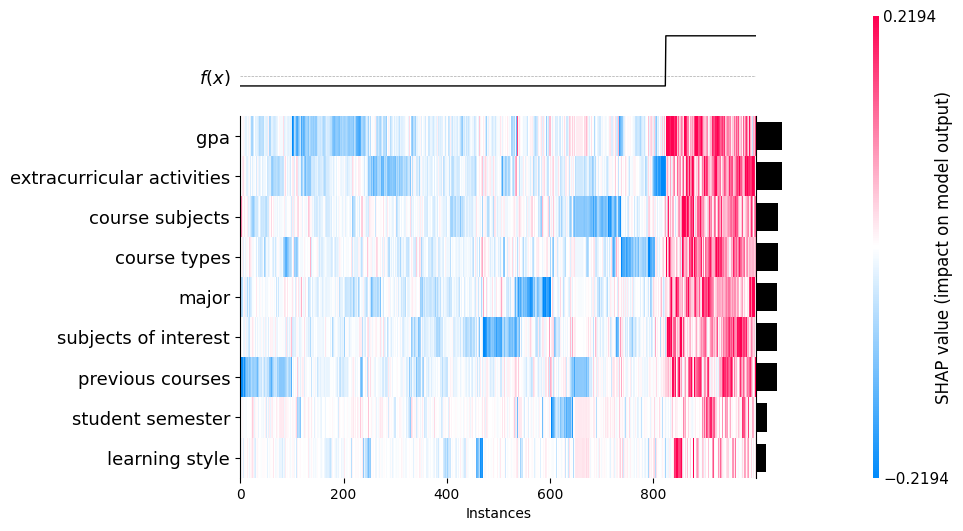 0.2194
f(x)
gpa
extracurricular activities
course subjects
course types
major
subjects of interest
previous courses
student semester
learning style
0 200 400 600 800
Instances
SHAP value (impact on model output)
−0.2194